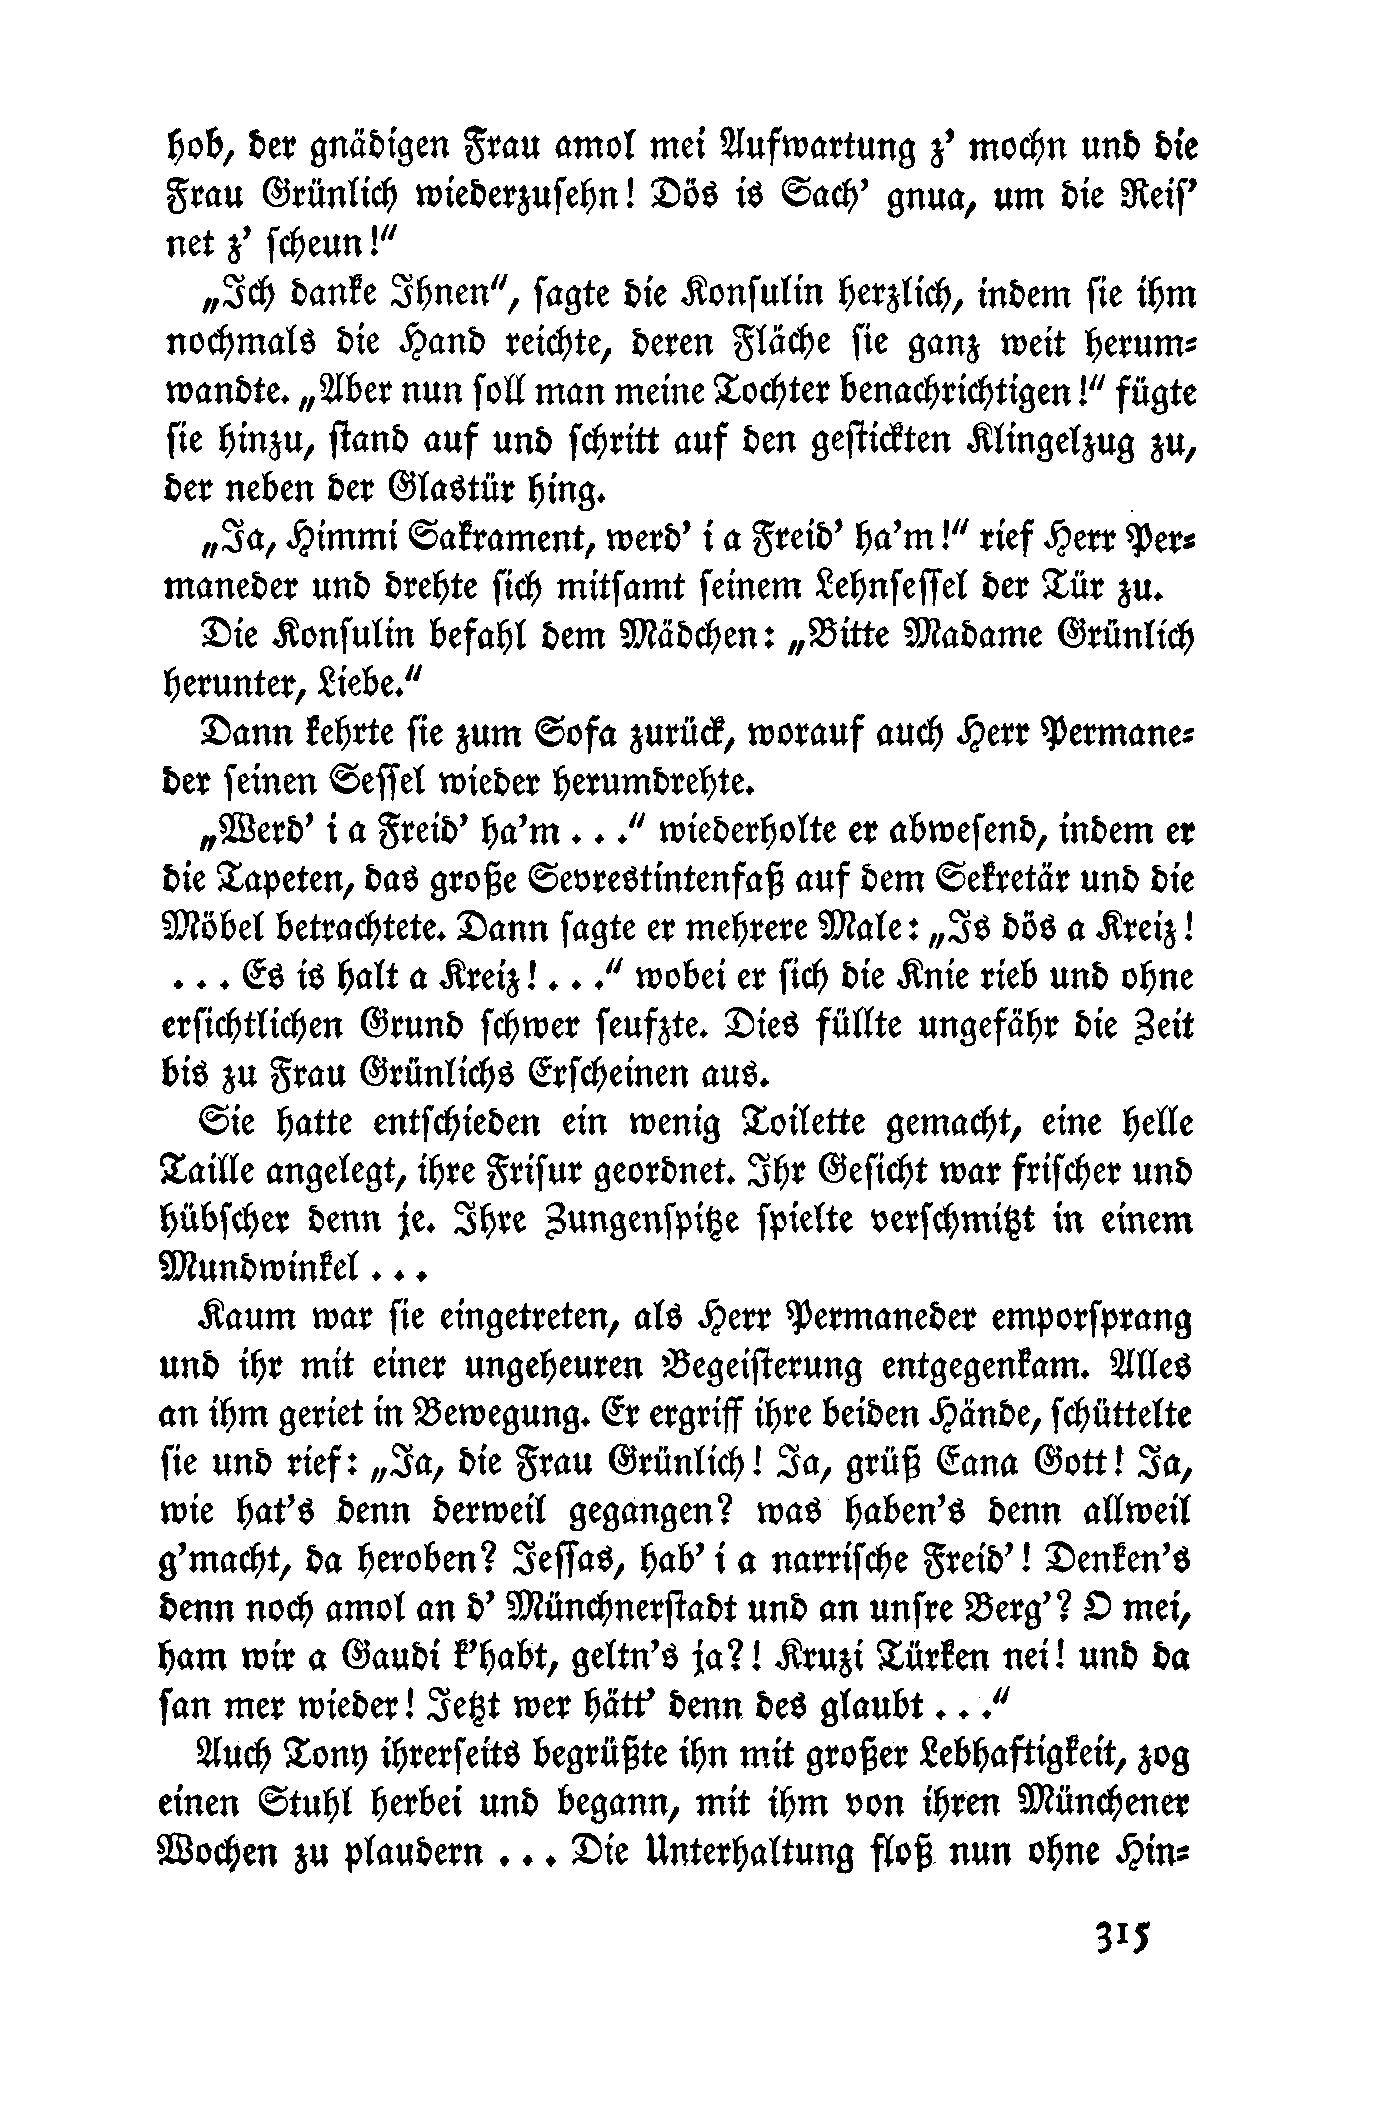 hob, der gnädigen Frau amol mei Aufwartung z’ mochn und die
Frau Grünlich wiederzusehn! Dös is Sach’ gnua, um die Reis’
net z’ scheun!“
„Ich danke Ihnen“, sagte die Konsulin herzlich, indem sie ihm
nochmals die Hand reichte, deren Fläche sie ganz weit herum-
wandte. „Aber nun soll man meine Tochter benachrichtigen!“ fügte
sie hinzu, stand auf und schritt auf den gestickten Klingelzug zu,
der neben der Glastür hing.
„Ja, Himmi Sakrament, werd’ i a Freid’ ha’m!“ rief Herr Per-
maneder und drehte sich mitsamt seinem Lehnsessel der Tür zu.
Die Konsulin befahl dem Mädchen: „Bitte Madame Grünlich
herunter, Liebe.“
Dann kehrte sie zum Sofa zurück, worauf auch Herr Permane-
der seinen Sessel wieder herumdrehte.
„Werd’ i a Freid’ ha’m . . .“ wiederholte er abwesend, indem er
die Tapeten, das große Sevrestintenfaß auf dem Sekretär und die
Möbel betrachtete. Dann sagte er mehrere Male: „Is dös a Kreiz!
. . . Es is halt a Kreiz! . . .“ wobei er sich die Knie rieb und ohne
ersichtlichen Grund schwer seufzte. Dies füllte ungefähr die Zeit
bis zu Frau Grünlichs Erscheinen aus.
Sie hatte entschieden ein wenig Toilette gemacht, eine helle
Taille angelegt, ihre Frisur geordnet. Ihr Gesicht war frischer und
hübscher denn je. Ihre Zungenspitze spielte verschmitzt in einem
Mundwinkel . . .
Kaum war sie eingetreten, als Herr Permaneder emporsprang
und ihr mit einer ungeheuren Begeisterung entgegenkam. Alles
an ihm geriet in Bewegung. Er ergriff ihre beiden Hände, schüttelte
sie und rief: „Ja, die Frau Grünlich! Ja, grüß Eana Gott! Ja,
wie hat’s denn derweil gegangen? was haben’s denn allweil
g’macht, da heroben? Jessas, hab’ i a narrische Freid’! Denken’s
denn noch amol an d’ Münchnerstadt und an unsre Berg’? O mei,
ham wir a Gaudi k’habt, geltn’s ja?! Kruzi Türken nei! und da
san mer wieder! Jetzt wer hätt’ denn des glaubt . . .“
Auch Tony ihrerseits begrüßte ihn mit großer Lebhaftigkeit, zog
einen Stuhl herbei und begann, mit ihm von ihren Münchener
Wochen zu plaudern . . . Die Unterhaltung floß nun ohne Hin-
315